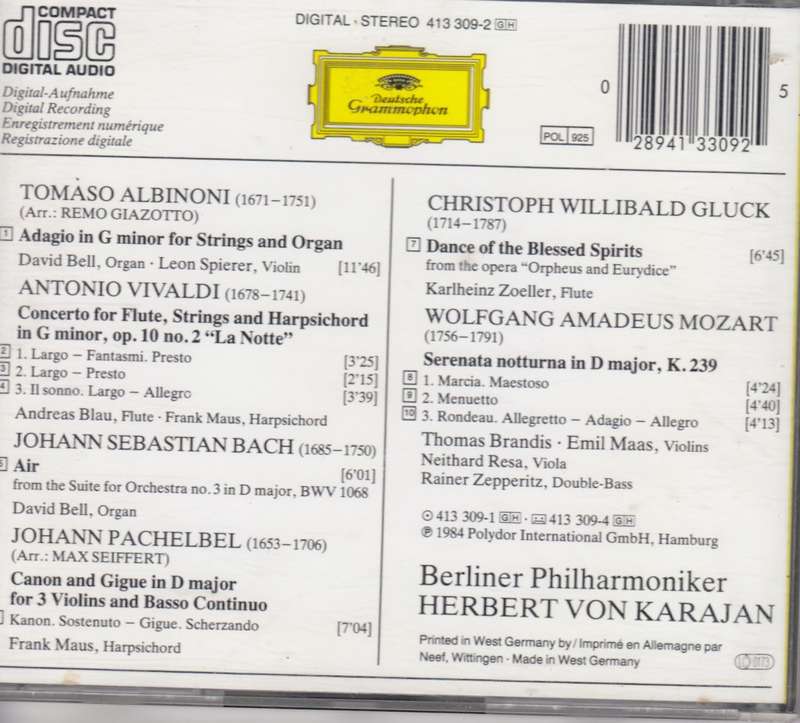 COMPACT
disc
DIGITAL AUDIO
Digital-Aufnahme
Digital Recording
Enregistrement numérique
Registrazione digitale
DIGITAL · STEREO 413 309-2 GH
Deutsche
Grammophon
POL 925
0 28941 33092 5
TOMASO ALBINONI (1671–1751)
(Arr.: REMO GIAZOTTO)
1 Adagio in G minor for Strings and Organ
David Bell, Organ · Leon Spierer, Violin [11'46]
ANTONIO VIVALDI (1678–1741)
Concerto for Flute, Strings and Harpsichord
in G minor, op. 10 no. 2 “La Notte”
2 1. Largo – Fantasmi. Presto [3'25]
3 2. Largo – Presto [2'15]
4 3. Il sonno. Largo – Allegro [3'39]
Andreas Blau, Flute · Frank Maus, Harpsichord
JOHANN SEBASTIAN BACH (1685–1750)
5 Air [6'01]
from the Suite for Orchestra no. 3 in D major, BWV 1068
David Bell, Organ
JOHANN PACHELBEL (1653–1706)
(Arr.: MAX SEIFFERT)
Canon and Gigue in D major
for 3 Violins and Basso Continuo
Kanon. Sostenuto – Gigue. Scherzando [7'04]
Frank Maus, Harpsichord
CHRISTOPH WILLIBALD GLUCK
(1714–1787)
7 Dance of the Blessed Spirits [6'45]
from the opera “Orpheus and Eurydice”
Karlheinz Zoeller, Flute
WOLFGANG AMADEUS MOZART
(1756–1791)
Serenata notturna in D major, K. 239
8 1. Marcia. Maestoso [4'24]
9 2. Menuetto [4'40]
10 3. Rondeau. Allegretto – Adagio – Allegro [4'13]
Thomas Brandis · Emil Maas, Violins
Neithard Resa, Viola
Rainer Zepperitz, Double-Bass
413 309-1 GH · 413 309-4 GH
℗ 1984 Polydor International GmbH, Hamburg
Berliner Philharmoniker
HERBERT VON KARAJAN
Printed in West Germany by / Imprimé en Allemagne par
Neef, Wittingen · Made in West Germany